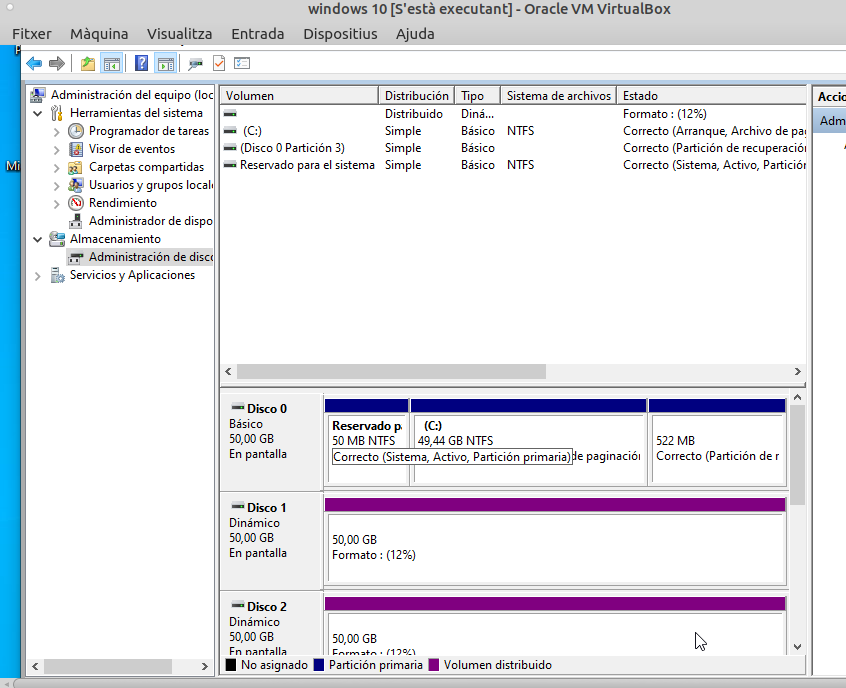 windows 10 [S'està executant] - Oracle VM VirtualBox
Fitxer Màquina Visualitza Entrada Dispositius Ajuda
Administración del equipo (loc
Herramientas del sistema
Programador de tareas
Visor de eventos
Carpetas compartidas
Usuarios y grupos local
Rendimiento
Administrador de dispo
Almacenamiento
Administración de disco
Servicios y Aplicaciones
Mi
Volumen Distribución Tipo Sistema de archivos Estado
Distribuido Diná... Formato : (12%)
(C:) Simple Básico NTFS Correcto (Arranque, Archivo de pa
(Disco 0 Partición 3) Simple Básico Correcto (Partición de recuperació
Reservado para el sistema Simple Básico NTFS Correcto (Sistema, Activo, Partición
Accio
Adm
Disco 0
Básico
50,00 GB
En pantalla
Reservado p
50 MB NTFS
Correcto (Sistema, Activo, Partición primaria)
(C:)
49,44 GB NTFS
de paginación
522 MB
Correcto (Partición de r
Disco 1
Dinámico
50,00 GB
En pantalla
50,00 GB
Formato : (12%)
Disco 2
Dinámico
50,00 GB
En pantalla
50,00 GB
Formato : (12%)
No asignado Partición primaria Volumen distribuido